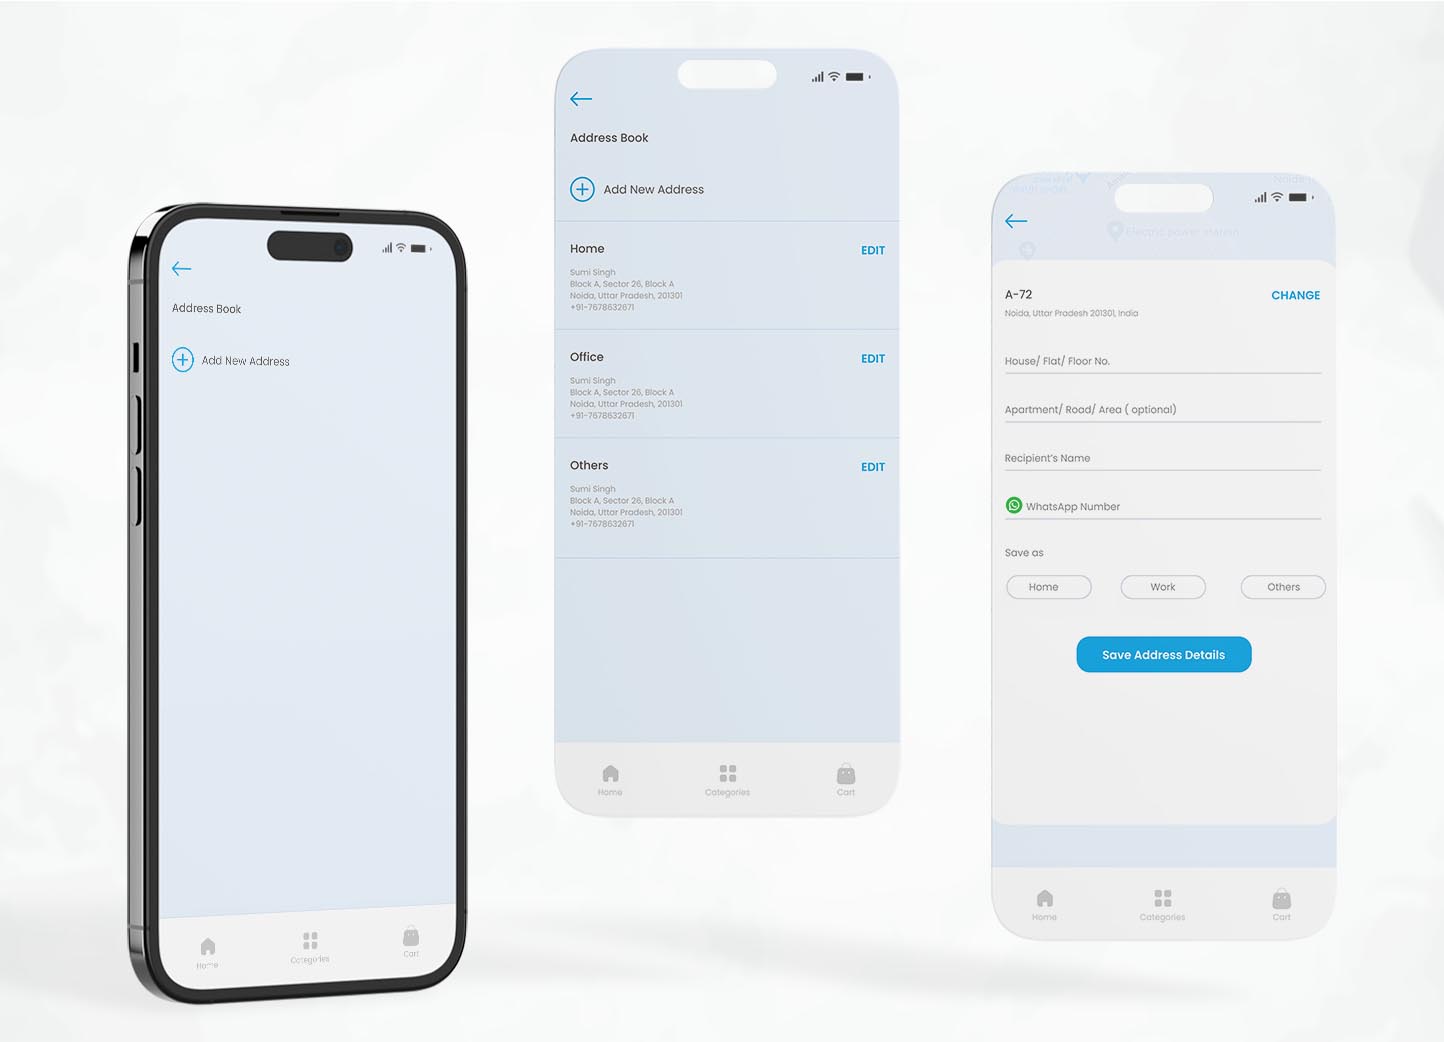 Address Book
Add New Address
Home
Categories
Cart
Address Book
Add New Address
Home
EDIT
Sumi Singh
Block A, Sector 26, Block A
Noida, Uttar Pradesh, 201301
+91-7678632671
Office
EDIT
Sumi Singh
Block A, Sector 26, Block A
Noida, Uttar Pradesh, 201301
+91-7678632671
Others
EDIT
Sumi Singh
Block A, Sector 26, Block A
Noida, Uttar Pradesh, 201301
+91-7678632671
Home
Categories
Cart
Electric power station
A-72
CHANGE
Noida, Uttar Pradesh 201301, India
House/ Flat/ Floor No.
Apartment/ Road/ Area ( optional)
Recipient's Name
WhatsApp Number
Save as
Home
Work
Others
Save Address Details
Home
Categories
Cart